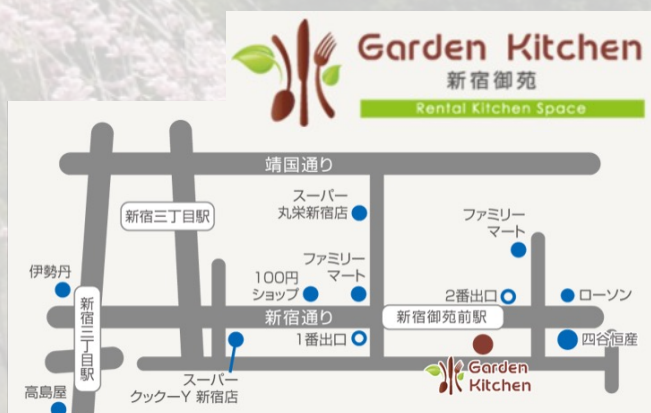 Garden Kitchen
新宿御苑
Rental Kitchen Space
靖国通り
スーパー
丸栄新宿店
新宿三丁目駅
ファミリー
マート
伊勢丹
ファミリー
マート
100円
ショップ
2番出口
ローソン
新宿三丁目駅
新宿通り
新宿御苑前駅
1番出口
四谷恒産
スーパー
クックーY 新宿店
Garden
Kitchen
高島屋